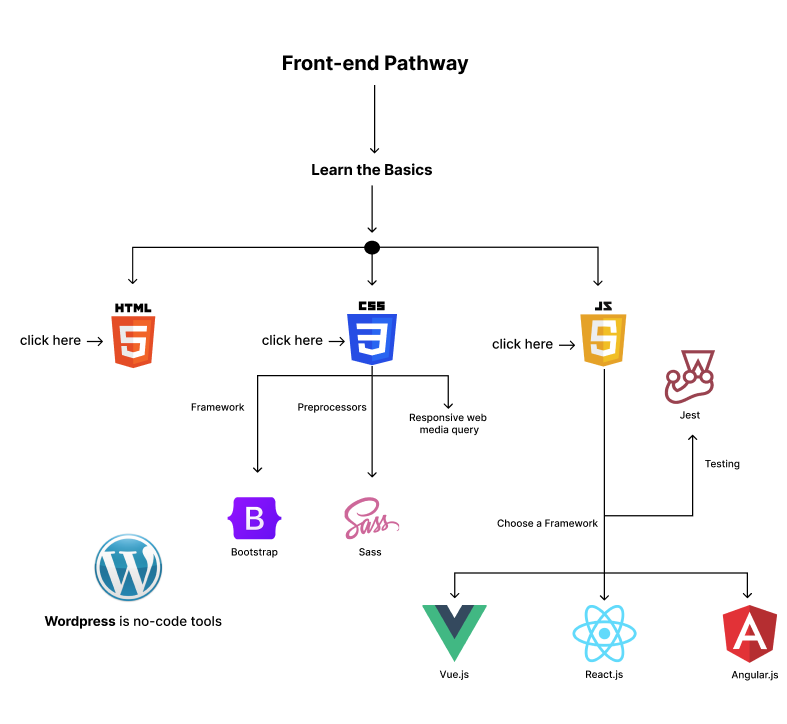 Front-end Pathway
Learn the Basics
HTML
CSS
JS
click here
5
click here
3
click here
5
Jest
Framework
Preprocessors
Responsive web
media query
Testing
B
Sass
Choose a Framework
Bootstrap
Sass
W
Wordpress is no-code tools
A
Vue.js
React.js
Angular.js